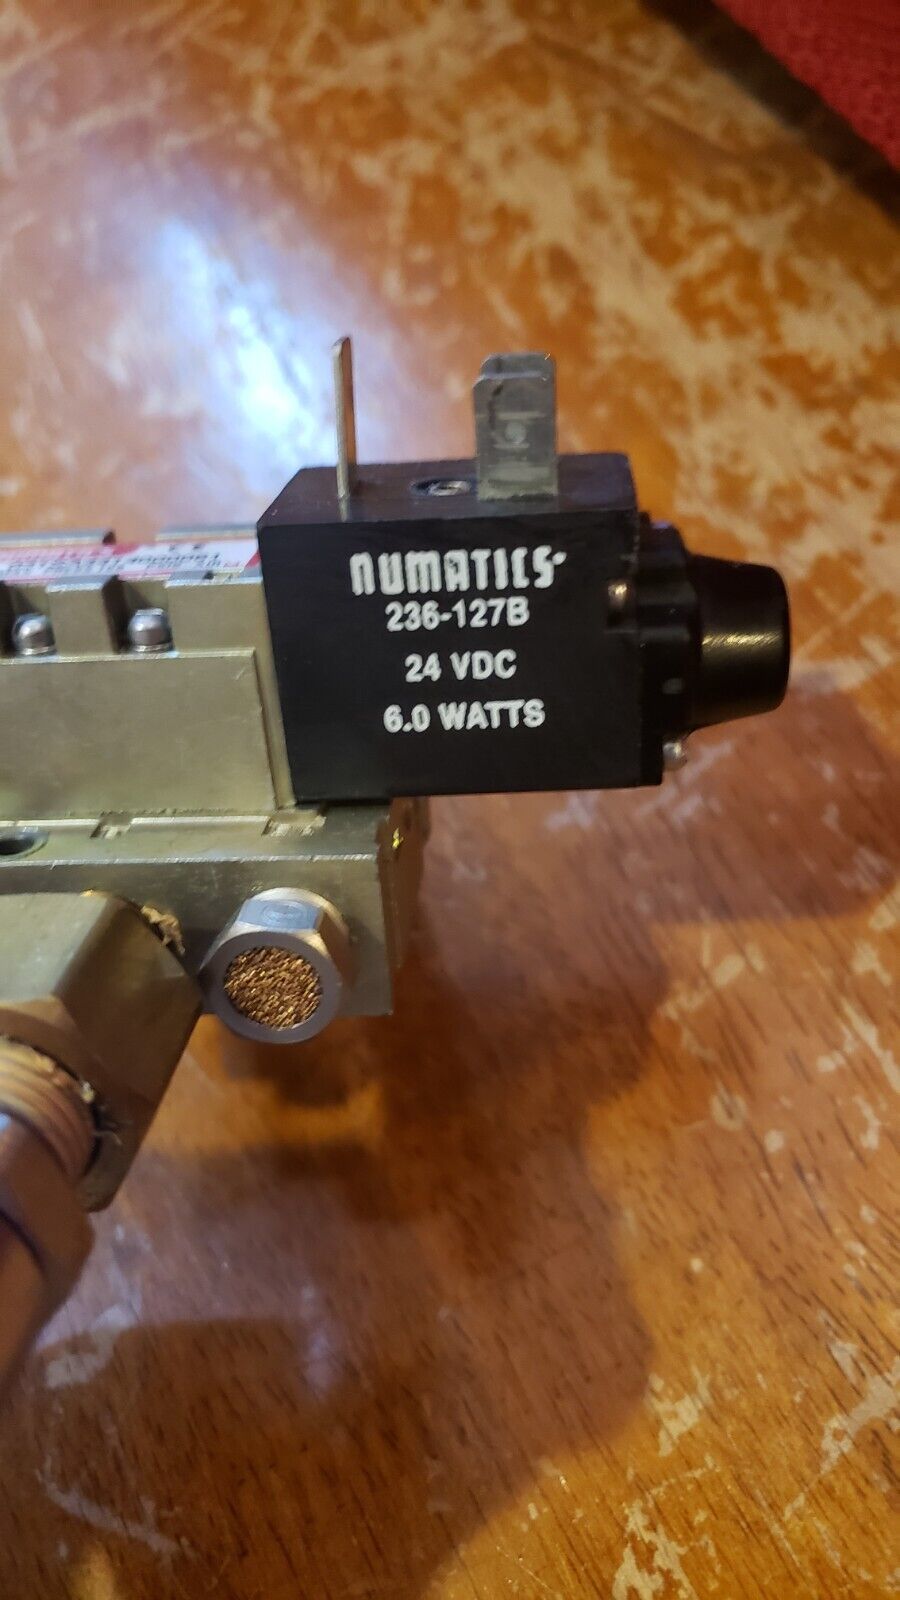 numatics
236-127B
24 VDC
6.0 WATTS